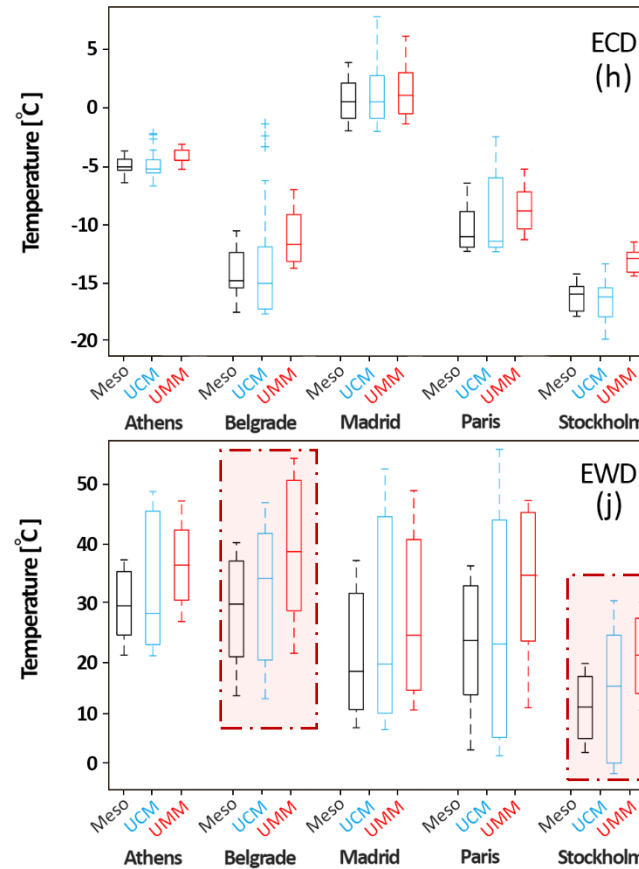 ECD
(h)
Temperature [°C]
5
0
-5
-10
-15
-20
Meso UCM UMM Meso UCM UMM Meso UCM UMM Meso UCM UMM Meso UCM UMM
Athens Belgrade Madrid Paris Stockholm
EWD
(j)
Temperature [°C]
50
40
30
20
10
0
Meso UCM UMM Meso UCM UMM Meso UCM UMM Meso UCM UMM Meso UCM UMM
Athens Belgrade Madrid Paris Stockholm